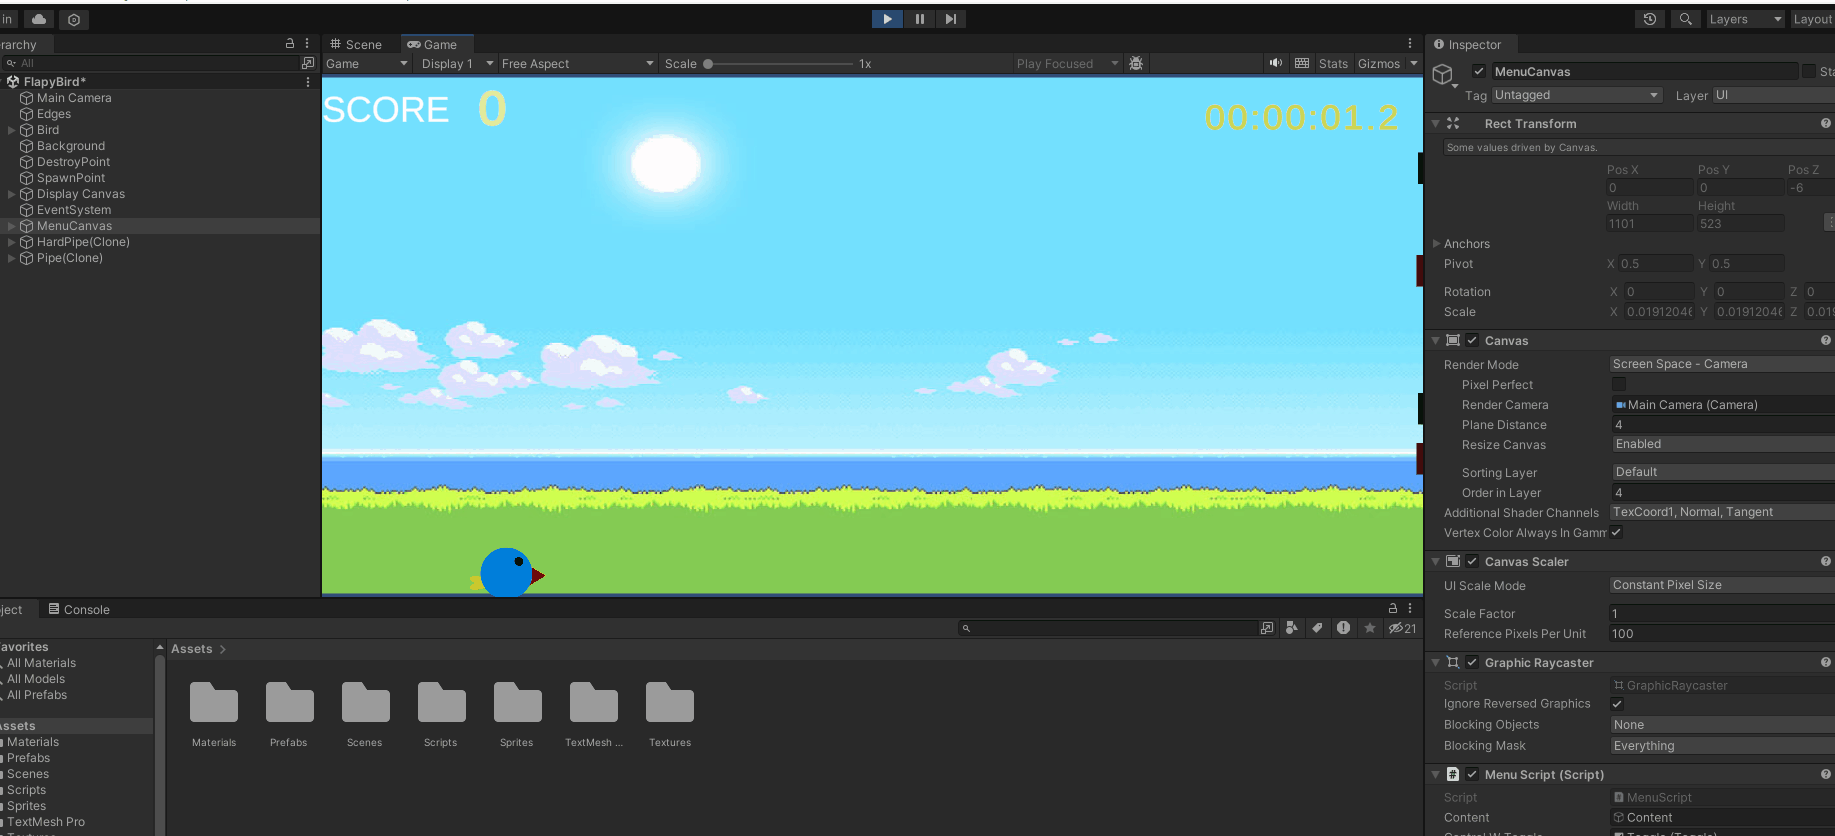 in
Layers
Layout
erarchy
Scene
Game
Inspector
All
Game
Display 1
Free Aspect
Scale
1x
Play Focused
Stats
Gizmos
MenuCanvas
Sta
Tag
Untagged
Layer
UI
FlapyBird*
Main Camera
Edges
Bird
Background
DestroyPoint
SpawnPoint
Display Canvas
EventSystem
MenuCanvas
HardPipe(Clone)
Pipe(Clone)
SCORE 0
00:00:01.2
Rect Transform
Some values driven by Canvas.
Pos X
Pos Y
Pos Z
0
0
-6
Width
Height
1101
523
Anchors
Pivot
X 0.5
Y 0.5
Rotation
X 0
Y 0
Z 0
Scale
X 0.01912046
Y 0.01912046
Z 0.019
Canvas
Render Mode
Screen Space - Camera
Pixel Perfect
Render Camera
Main Camera (Camera)
Plane Distance
4
Resize Canvas
Enabled
Sorting Layer
Default
Order in Layer
4
Additional Shader Channels
TexCoord1, Normal, Tangent
Vertex Color Always In Gamm
Canvas Scaler
UI Scale Mode
Constant Pixel Size
Scale Factor
1
Reference Pixels Per Unit
100
Graphic Raycaster
Script
GraphicRaycaster
Ignore Reversed Graphics
Blocking Objects
None
Blocking Mask
Everything
Menu Script (Script)
Script
MenuScript
Content
Content
oject
Console
21
avorites
All Materials
All Models
All Prefabs
Assets
Materials
Prefabs
Scenes
Scripts
Sprites
TextMesh Pro
Assets
Materials
Prefabs
Scenes
Scripts
Sprites
TextMesh ...
Textures